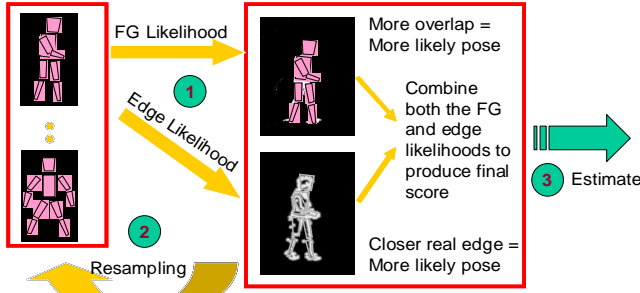 FG Likelihood
1
Edge Likelihood
2
Resampling
More overlap =
More likely pose
Combine
both the FG
and edge
likelihoods to
produce final
score
Closer real edge =
More likely pose
3 Estimate